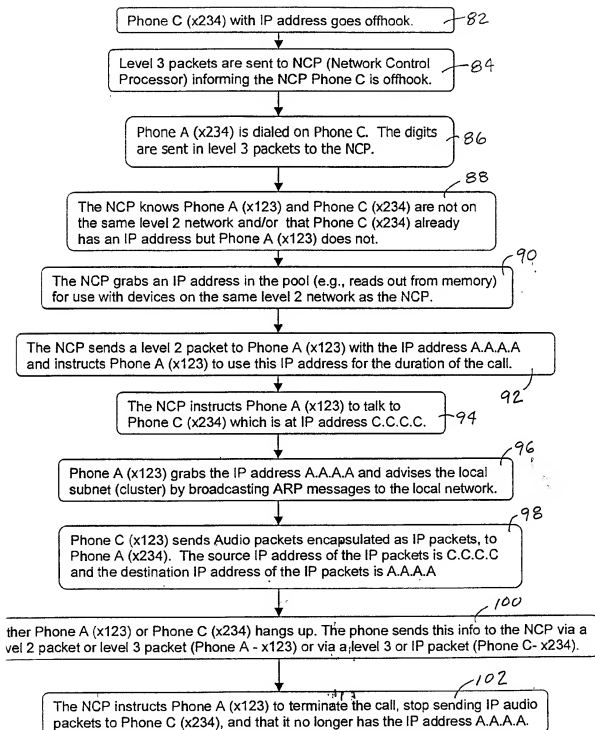 Phone C (x234) with IP address goes offhook.
82
Level 3 packets are sent to NCP (Network Control
Processor) informing the NCP Phone C is offhook.
84
Phone A (x234) is dialed on Phone C. The digits
are sent in level 3 packets to the NCP.
86
88
The NCP knows Phone A (x123) and Phone C (x234) are not on
the same level 2 network and/or that Phone C (x234) already
has an IP address but Phone A (x123) does not.
90
The NCP grabs an IP address in the pool (e.g., reads out from memory)
for use with devices on the same level 2 network as the NCP.
The NCP sends a level 2 packet to Phone A (x123) with the IP address A.A.A.A
and instructs Phone A (x123) to use this IP address for the duration of the call.
92
The NCP instructs Phone A (x123) to talk to
Phone C (x234) which is at IP address C.C.C.C.
94
96
Phone A (x123) grabs the IP address A.A.A.A and advises the local
subnet (cluster) by broadcasting ARP messages to the local network.
98
Phone C (x123) sends Audio packets encapsulated as IP packets, to
Phone A (x234). The source IP address of the IP packets is C.C.C.C
and the destination IP address of the IP packets is A.A.A.A
100
ther Phone A (x123) or Phone C (x234) hangs up. The phone sends this info to the NCP via a
vel 2 packet or level 3 packet (Phone A - x123) or via a level 3 or IP packet (Phone C- x234).
102
The NCP instructs Phone A (x123) to terminate the call, stop sending IP audio
packets to Phone C (x234), and that it no longer has the IP address A.A.A.A.